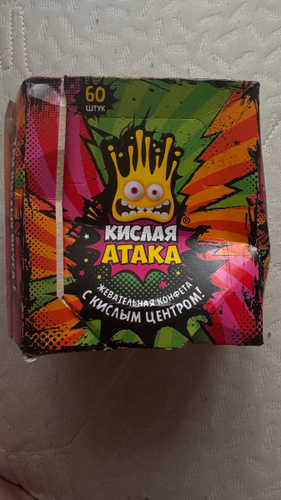 60
ШТУК
КИСЛАЯ
®
АТАКА
ЖЕВАТЕЛЬНАЯ КОНФЕТА
С КИСЛЫМ ЦЕНТРОМ!